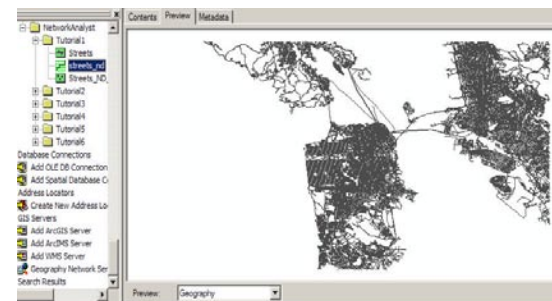 Contents Preview Metadata
NetworkAnalyst
Tutorial1
Streets
streets_nd
Streets_ND_
Tutorial2
Tutorial3
Tutorial4
Tutorial5
Tutorial6
Database Connections
Add OLE DB Connection
Add Spatial Database Co
Address Locators
Create New Address Lo
GIS Servers
Add ArcGIS Server
Add ArcIMS Server
Add WMS Server
Geography Network Ser
Search Results
Preview: Geography